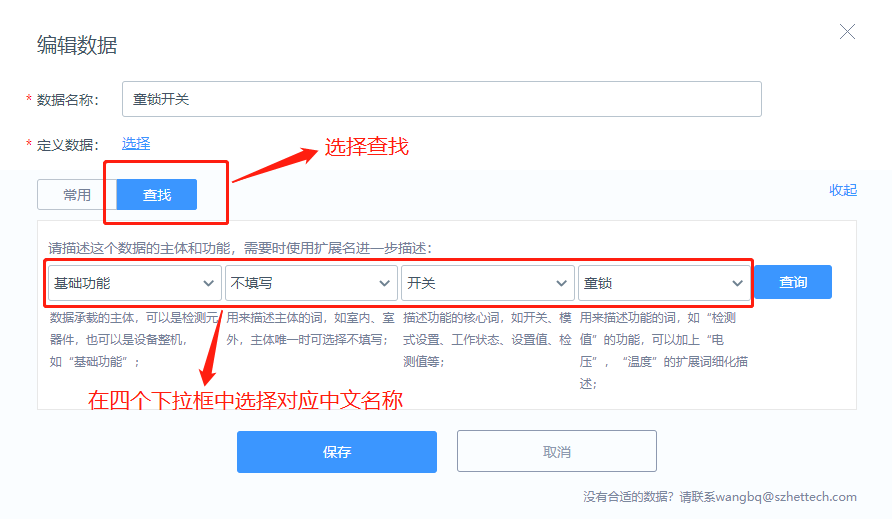 编辑数据
* 数据名称： 童锁开关
* 定义数据： 选择
选择查找
常用 查找 收起
请描述这个数据的主体和功能，需要时使用扩展名进一步描述：
基础功能 不填写 开关 童锁 查询
数据承载的主体，可以是检测元 用来描述主体的词，如室内、室 描述功能的核心词，如开关、模 用来描述功能的词，如“检测
器件，也可以是设备整机， 外，主体唯一时可选择不填写； 式设置、工作状态、设置值、检 值”的功能，可以加上“电
如“基础功能”； 测值等； 压”，“温度”的扩展词细化描
述；
在四个下拉框中选择对应中文名称
保存 取消
没有合适的数据？请联系wangbq@szhettech.com